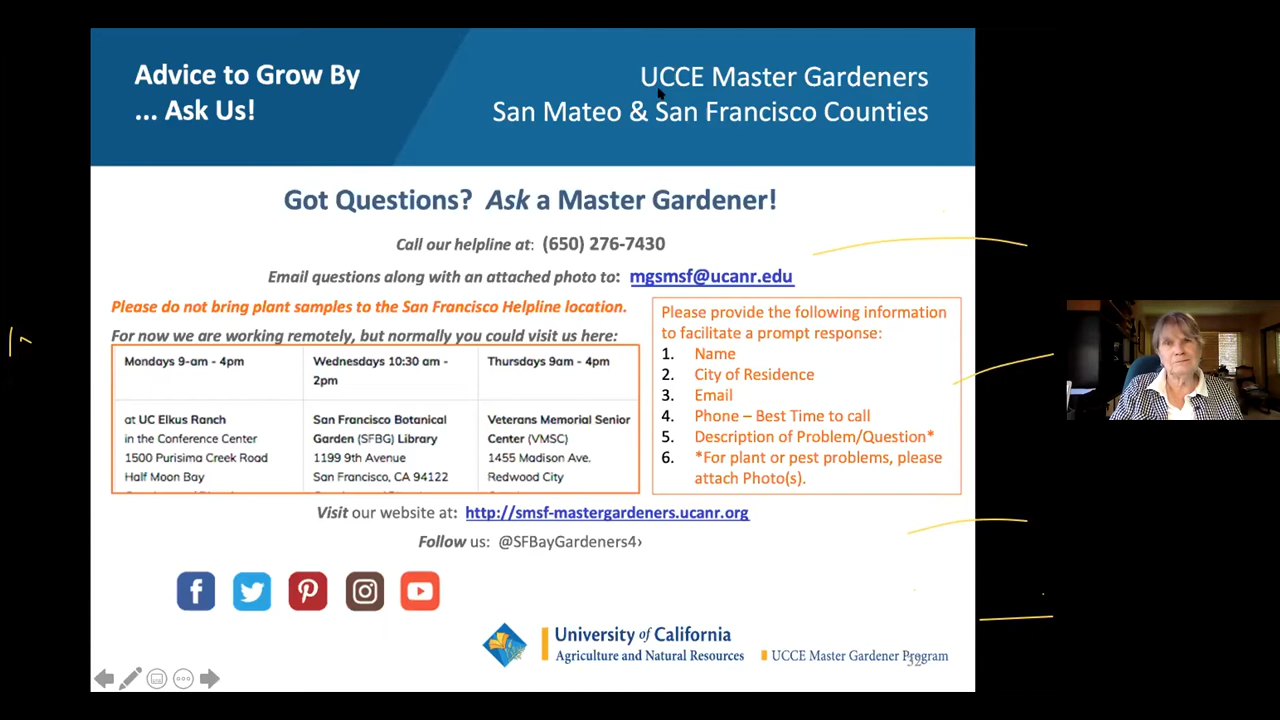 Advice to Grow By
... Ask Us!
UCCE Master Gardeners
San Mateo & San Francisco Counties
Got Questions? Ask a Master Gardener!
Call our helpline at: (650) 276-7430
Email questions along with an attached photo to: mgsmsf@ucanr.edu
Please do not bring plant samples to the San Francisco Helpline location.
For now we are working remotely, but normally you could visit us here:
Mondays 9-am - 4pm
at UC Elkus Ranch
in the Conference Center
1500 Purisima Creek Road
Half Moon Bay
Wednesdays 10:30 am -
2pm
San Francisco Botanical
Garden (SFBG) Library
1199 9th Avenue
San Francisco, CA 94122
Thursdays 9am - 4pm
Veterans Memorial Senior
Center (VMSC)
1455 Madison Ave.
Redwood City
Please provide the following information
to facilitate a prompt response:
1. Name
2. City of Residence
3. Email
4. Phone – Best Time to call
5. Description of Problem/Question*
6. *For plant or pest problems, please
attach Photo(s).
Visit our website at: http://smsf-mastergardeners.ucanr.org
Follow us: @SFBayGardeners4›
University of California
Agriculture and Natural Resources
UCCE Master Gardener Program
32